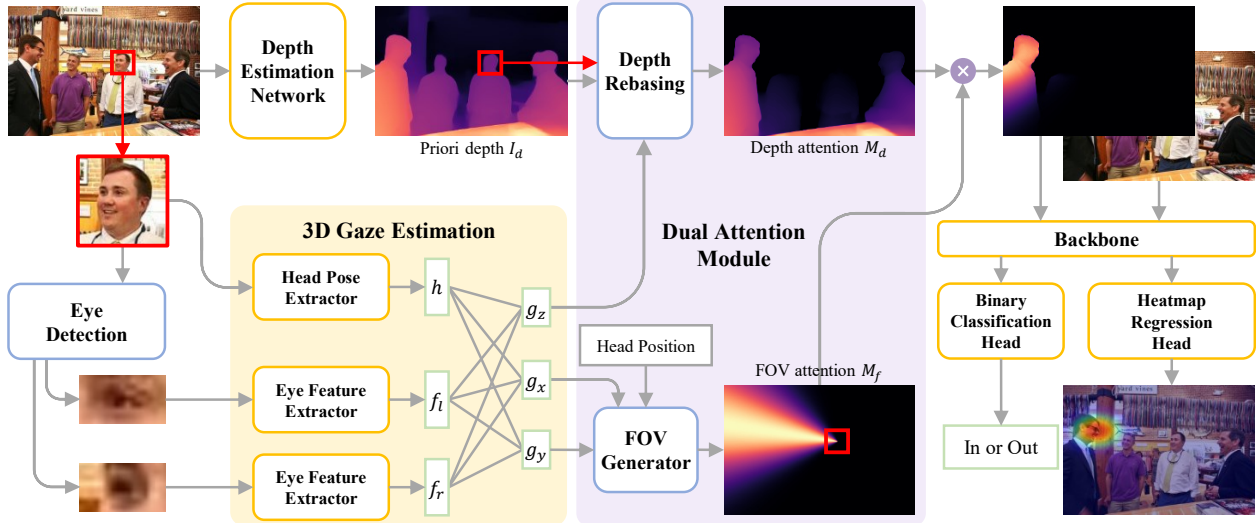 Depth
Estimation
Network
Priori depth I_d
Depth
Rebasing
Depth attention M_d
×
3D Gaze Estimation
Dual Attention
Module
Backbone
Head Pose
Extractor
h
g_z
Eye
Detection
Binary
Classification
Head
Heatmap
Regression
Head
Head Position
FOV attention M_f
Eye Feature
Extractor
f_l
g_x
FOV
Generator
g_y
In or Out
Eye Feature
Extractor
f_r
yard vines